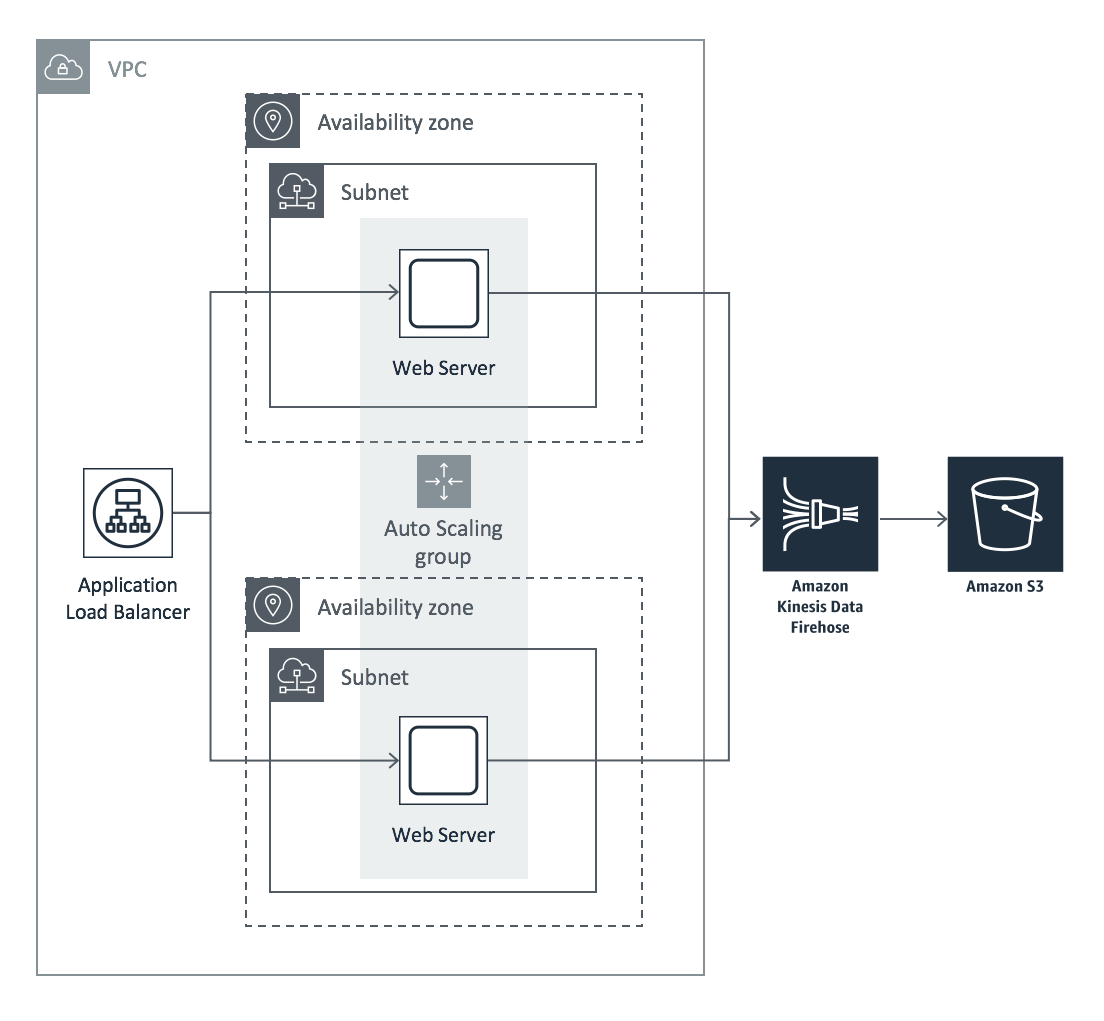 VPC
Availability zone
Subnet
Web Server
Auto Scaling
group
Application
Load Balancer
Availability zone
Subnet
Web Server
Amazon
Kinesis Data
Firehose
Amazon S3